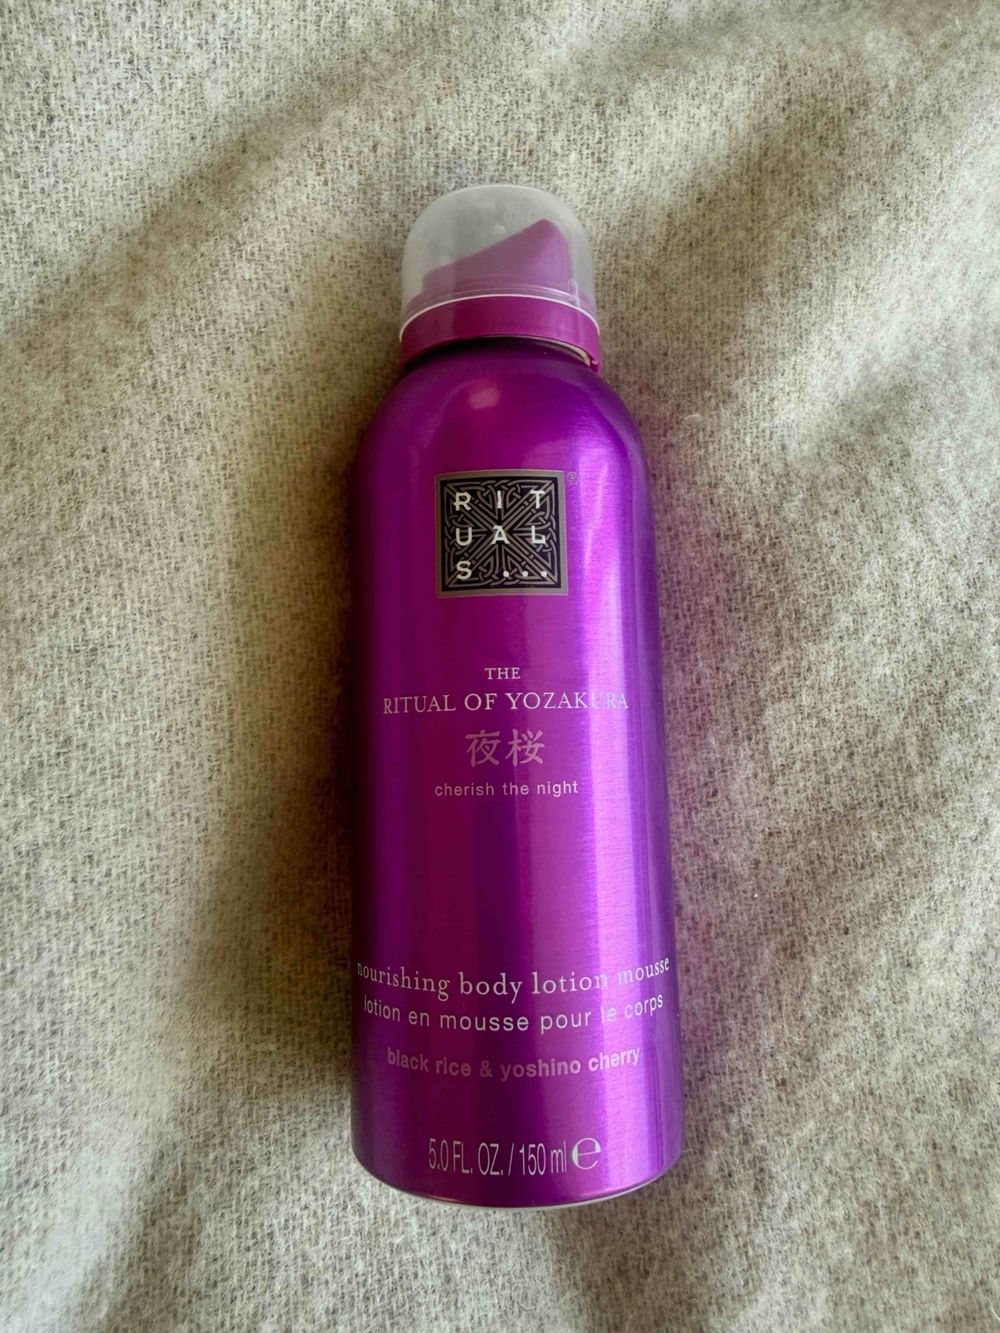 RIT
UAL
S...
®
THE
RITUAL OF YOZAKURA
夜桜
cherish the night
nourishing body lotion mousse
lotion en mousse pour le corps
black rice & yoshino cherry
5.0 FL. OZ. / 150 ml ℮